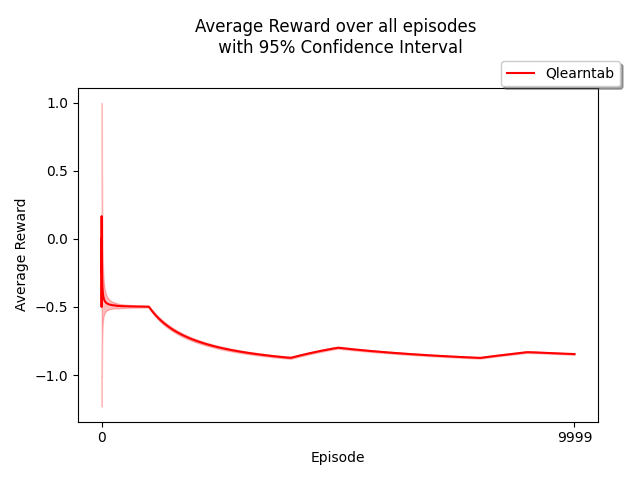 Average Reward over all episodes
with 95% Confidence Interval
Qlearntab
1.0
0.5
0.0
−0.5
−1.0
Average Reward
0
9999
Episode